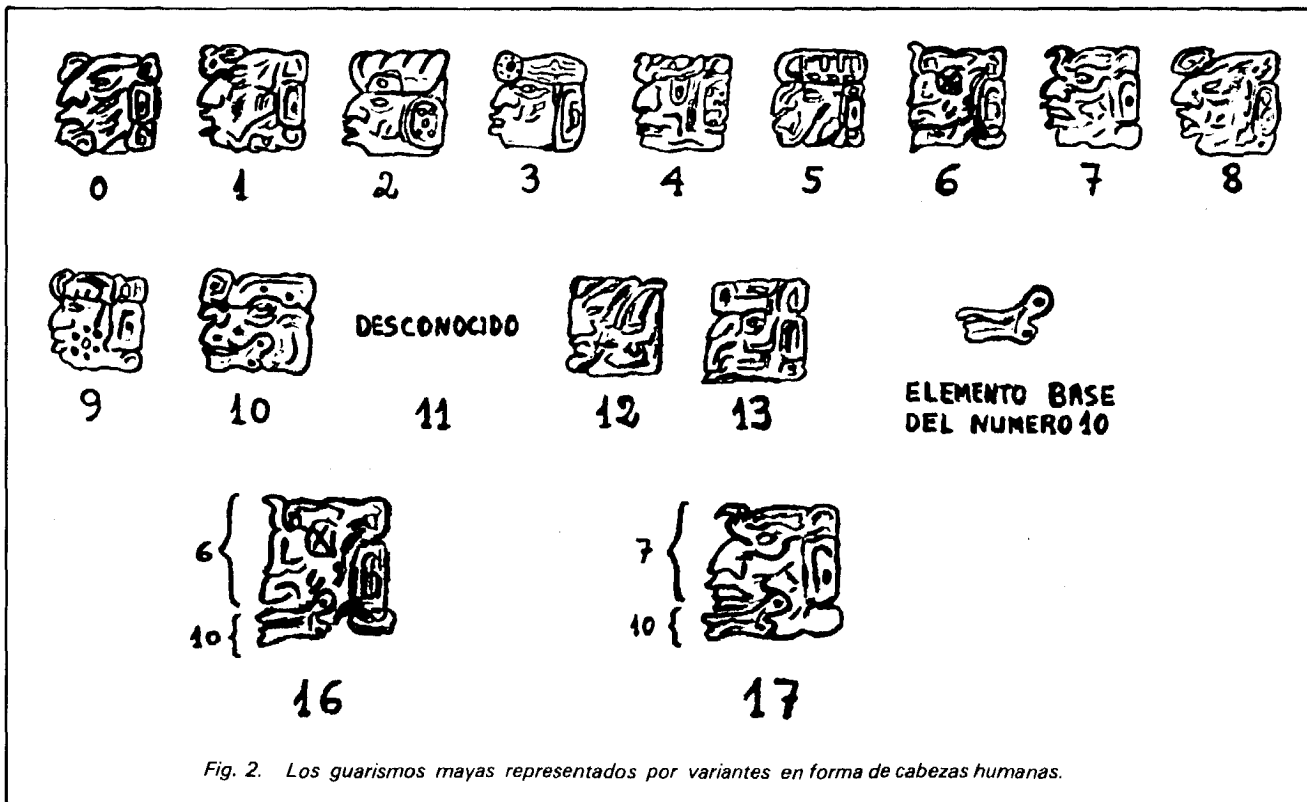 0 1 2 3 4 5 6 7 8
DESCONOCIDO
9 10 11 12 13
ELEMENTO BASE
DEL NUMERO 10
6
10
16
7
10
17
Fig. 2. Los guarismos mayas representados por variantes en forma de cabezas humanas.